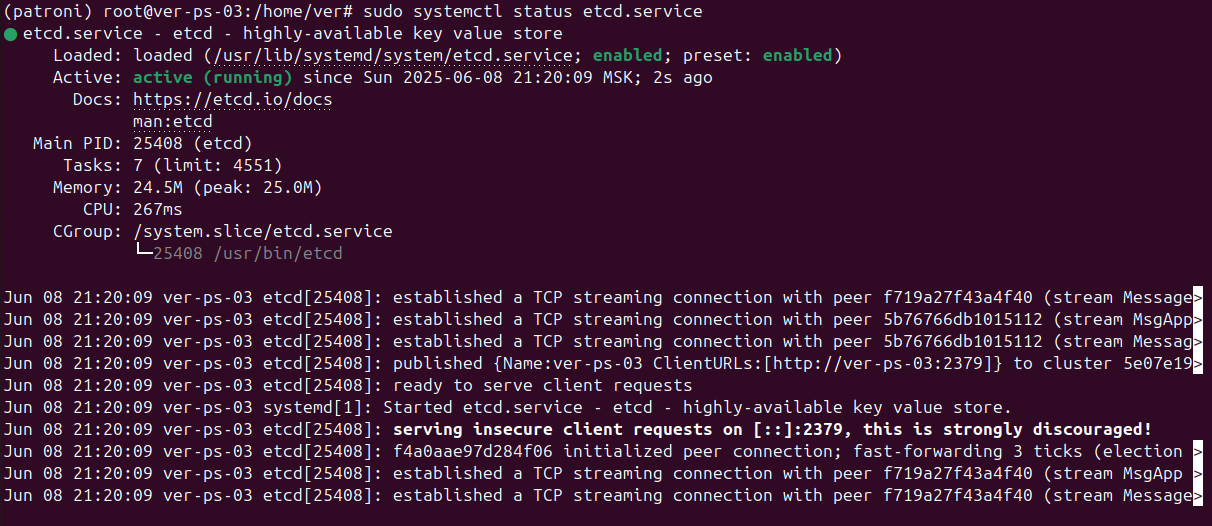 (patroni) root@ver-ps-03:/home/ver# sudo systemctl status etcd.service
● etcd.service - etcd - highly-available key value store
     Loaded: loaded (/usr/lib/systemd/system/etcd.service; enabled; preset: enabled)
     Active: active (running) since Sun 2025-06-08 21:20:09 MSK; 2s ago
       Docs: https://etcd.io/docs
             man:etcd
   Main PID: 25408 (etcd)
      Tasks: 7 (limit: 4551)
     Memory: 24.5M (peak: 25.0M)
        CPU: 267ms
     CGroup: /system.slice/etcd.service
             └─25408 /usr/bin/etcd
Jun 08 21:20:09 ver-ps-03 etcd[25408]: established a TCP streaming connection with peer f719a27f43a4f40 (stream Message>
Jun 08 21:20:09 ver-ps-03 etcd[25408]: established a TCP streaming connection with peer 5b76766db1015112 (stream MsgApp>
Jun 08 21:20:09 ver-ps-03 etcd[25408]: established a TCP streaming connection with peer 5b76766db1015112 (stream Messag>
Jun 08 21:20:09 ver-ps-03 etcd[25408]: published {Name:ver-ps-03 ClientURLs:[http://ver-ps-03:2379]} to cluster 5e07e19>
Jun 08 21:20:09 ver-ps-03 etcd[25408]: ready to serve client requests
Jun 08 21:20:09 ver-ps-03 systemd[1]: Started etcd.service - etcd - highly-available key value store.
Jun 08 21:20:09 ver-ps-03 etcd[25408]: serving insecure client requests on [::]:2379, this is strongly discouraged!
Jun 08 21:20:09 ver-ps-03 etcd[25408]: f4a0aae97d284f06 initialized peer connection; fast-forwarding 3 ticks (election >
Jun 08 21:20:09 ver-ps-03 etcd[25408]: established a TCP streaming connection with peer f719a27f43a4f40 (stream MsgApp >
Jun 08 21:20:09 ver-ps-03 etcd[25408]: established a TCP streaming connection with peer f719a27f43a4f40 (stream Message>